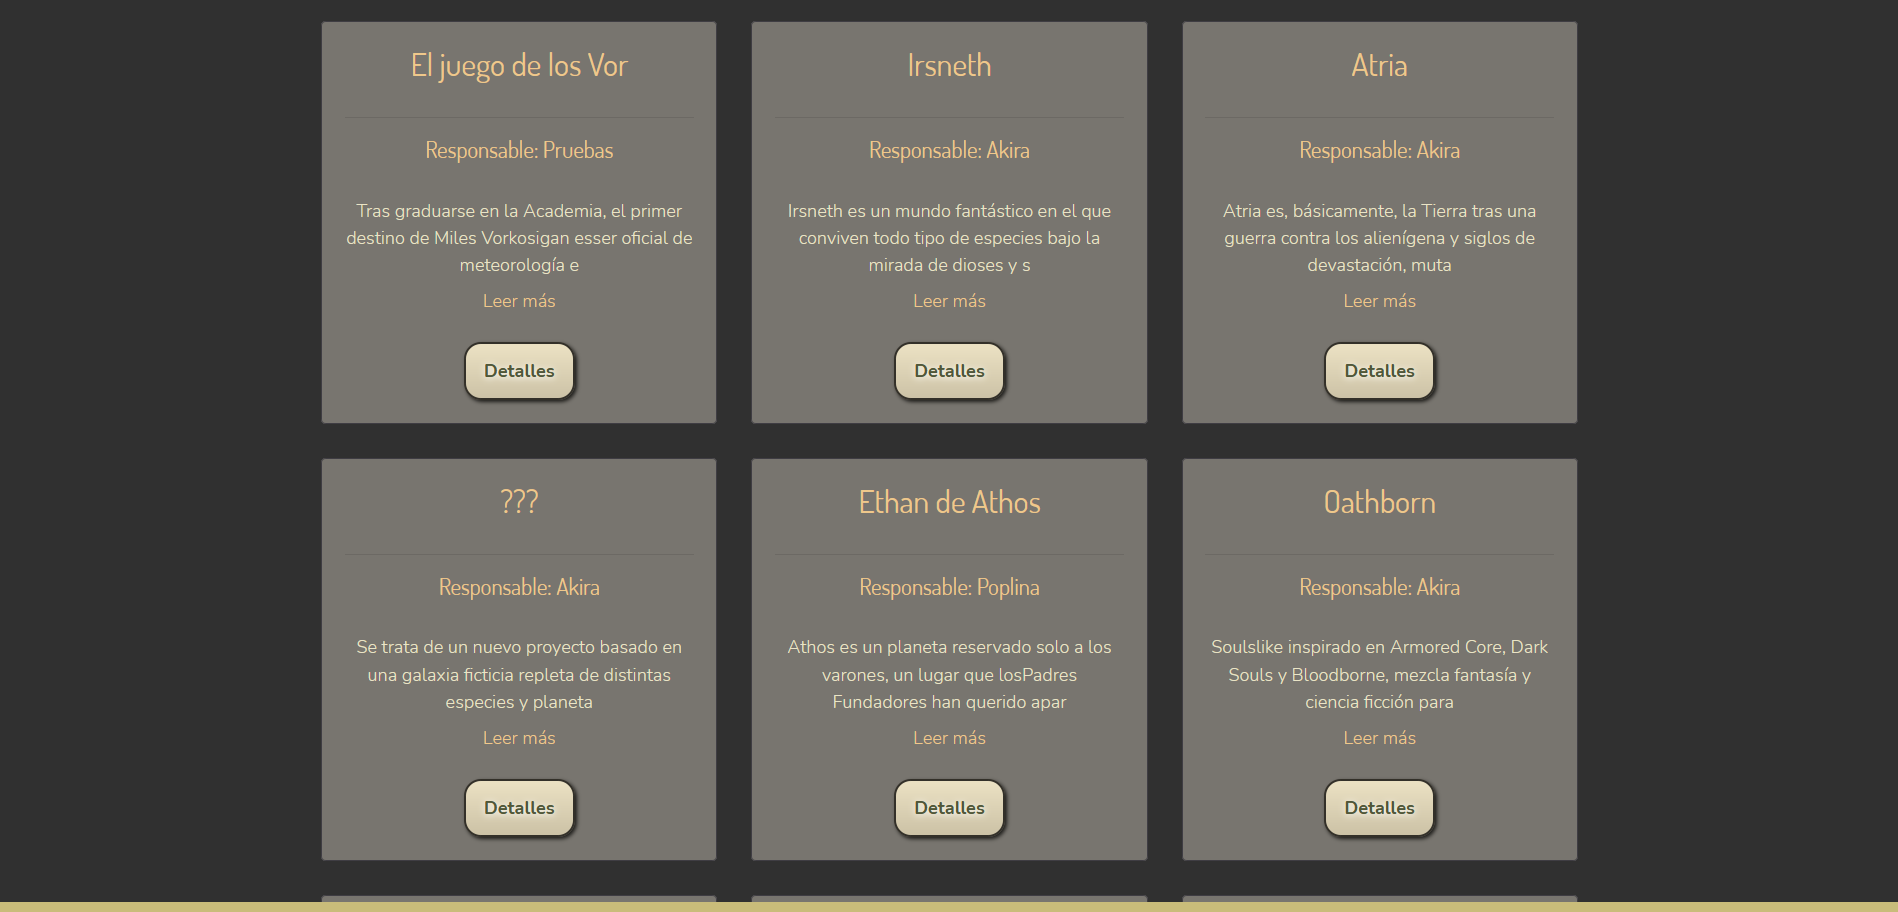 El juego de los Vor
Responsable: Pruebas
Tras graduarse en la Academia, el primer
destino de Miles Vorkosigan esser oficial de
meteorología e
Leer más
Detalles
Irsneth
Responsable: Akira
Irsneth es un mundo fantástico en el que
conviven todo tipo de especies bajo la
mirada de dioses y s
Leer más
Detalles
Atria
Responsable: Akira
Atria es, básicamente, la Tierra tras una
guerra contra los alienígena y siglos de
devastación, muta
Leer más
Detalles
???
Responsable: Akira
Se trata de un nuevo proyecto basado en
una galaxia ficticia repleta de distintas
especies y planeta
Leer más
Detalles
Ethan de Athos
Responsable: Poplina
Athos es un planeta reservado solo a los
varones, un lugar que losPadres
Fundadores han querido apar
Leer más
Detalles
Oathborn
Responsable: Akira
Soulslike inspirado en Armored Core, Dark
Souls y Bloodborne, mezcla fantasía y
ciencia ficción para
Leer más
Detalles